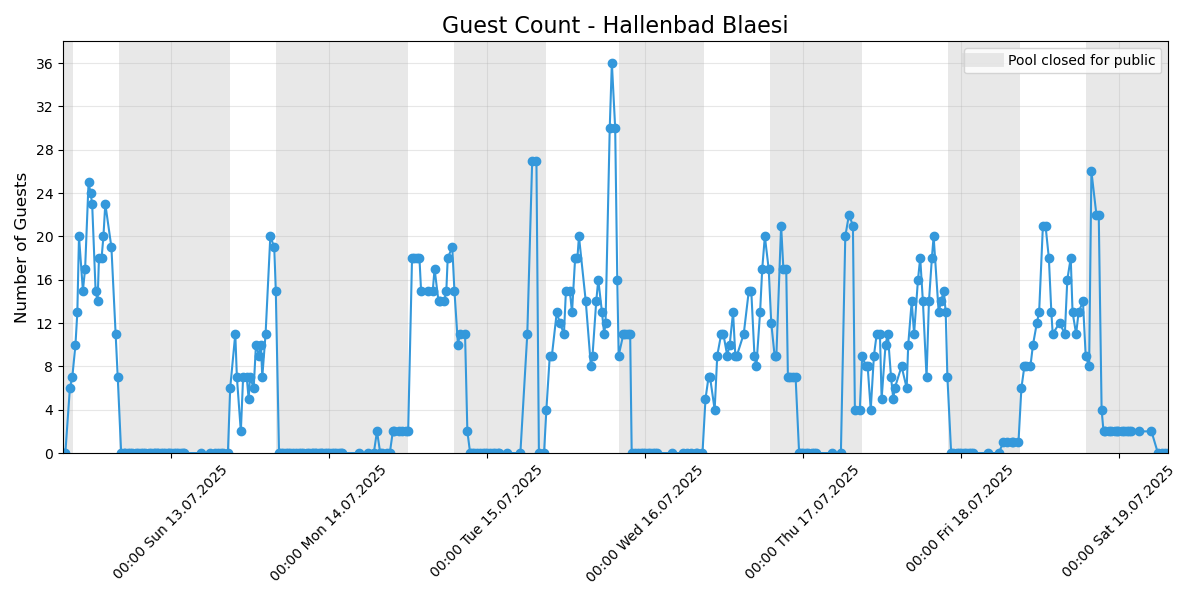 Guest Count - Hallenbad Blaesi
Pool closed for public
Number of Guests
36
32
28
24
20
16
12
8
4
0
00:00 Sun 13.07.2025
00:00 Mon 14.07.2025
00:00 Tue 15.07.2025
00:00 Wed 16.07.2025
00:00 Thu 17.07.2025
00:00 Fri 18.07.2025
00:00 Sat 19.07.2025